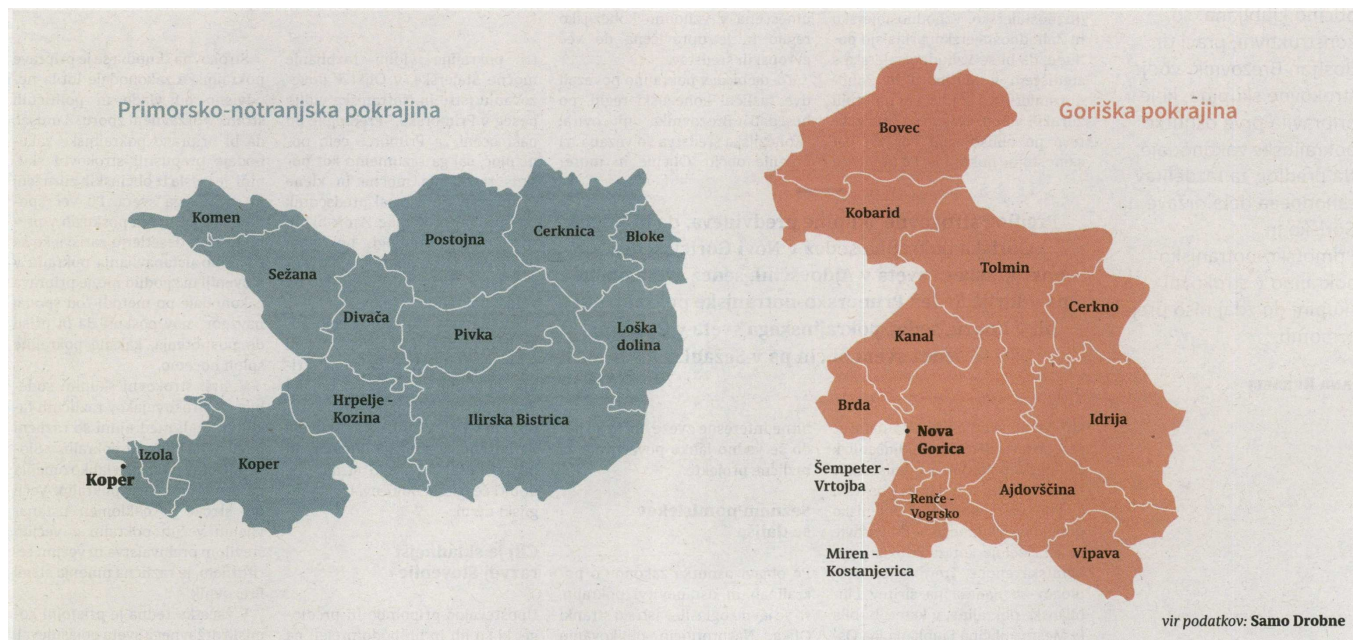 Primorsko-notranjska pokrajina
Komen
Sežana
Postojna
Cerknica
Bloke
Divača
Pivka
Loška
dolina
Hrpelje -
Kozina
Ilirska Bistrica
Izola
Koper
Koper
Goriška pokrajina
Bovec
Kobarid
Tolmin
Cerkno
Kanal
Brda
Idrija
Nova
Gorica
Šempeter -
Vrtojba
Ajdovščina
Renče -
Vogrsko
Miren -
Kostanjevica
Vipava
vir podatkov: Samo Drobne